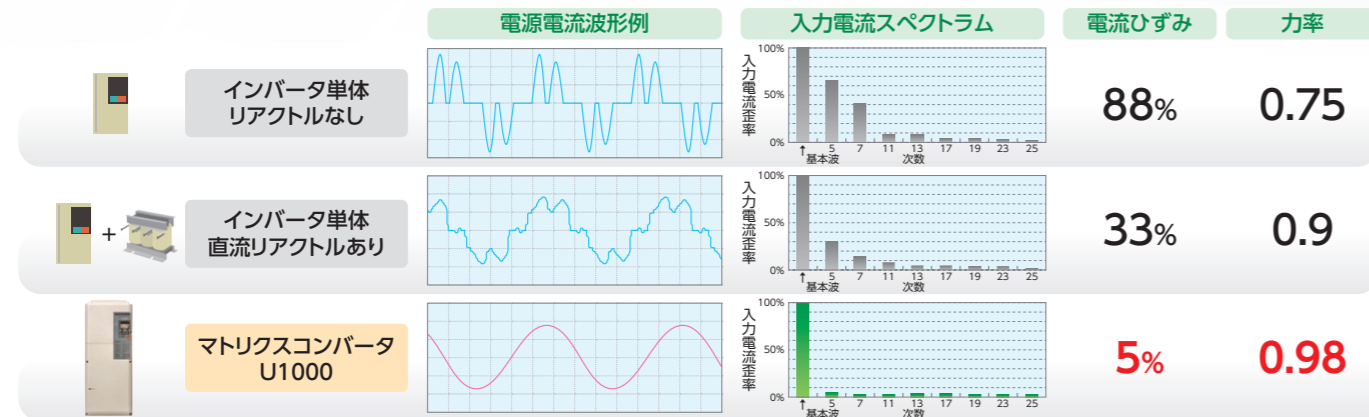 電源電流波形例
入力電流スペクトラム
電流ひずみ
力率
インバータ単体
リアクトルなし
入力電流歪率
100%
50%
0%
↑ 5 7 11 13 17 19 23 25
基本波 次数
88%
0.75
+
インバータ単体
直流リアクトルあり
入力電流歪率
100%
50%
0%
↑ 5 7 11 13 17 19 23 25
基本波 次数
33%
0.9
マトリクスコンバータ
U1000
入力電流歪率
100%
50%
0%
↑ 5 7 11 13 17 19 23 25
基本波 次数
5%
0.98